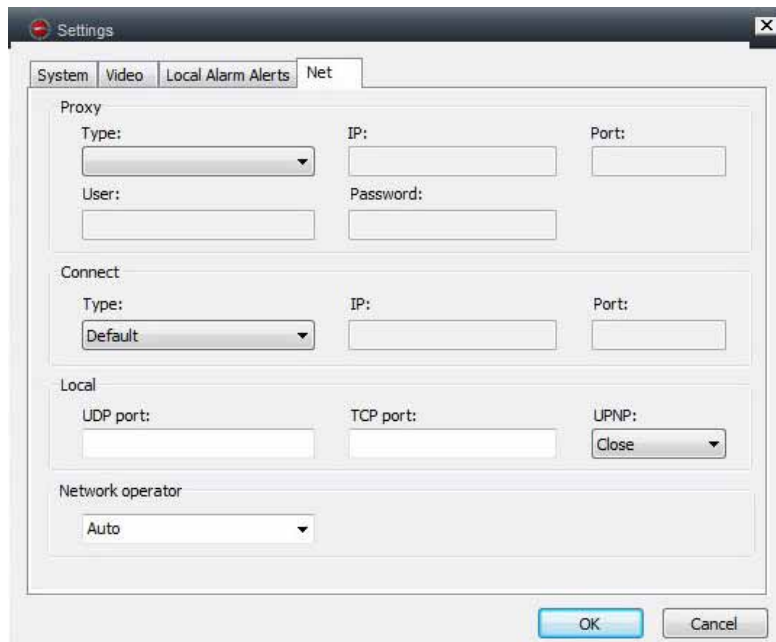 Settings
System Video Local Alarm Alerts Net
Proxy
Type: IP: Port:
User: Password:
Connect
Type: IP: Port:
Default
Local
UDP port: TCP port: UPNP:
Close
Network operator
Auto
OK Cancel